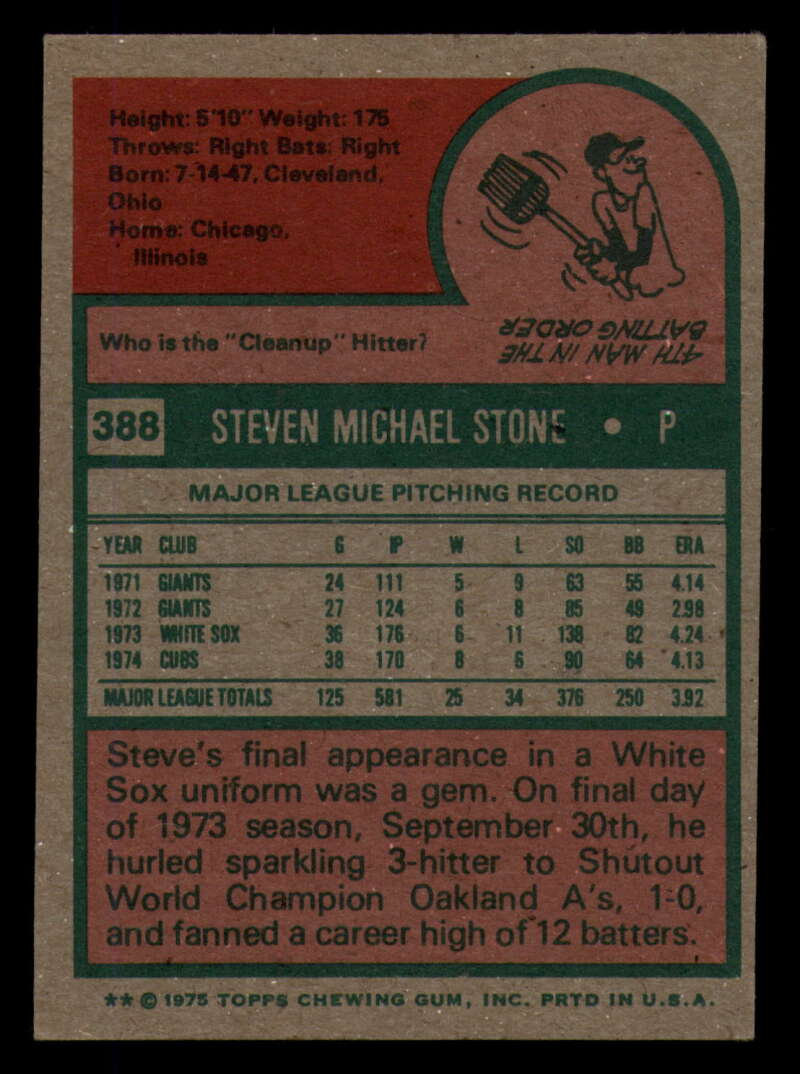 Height: 5'10" Weight: 175
Throws: Right Bats: Right
Born: 7-14-47, Cleveland,
Ohio
Home: Chicago,
Illinois
Who is the "Cleanup" Hitter?
4TH MAN IN THE
BATTING ORDER
388 STEVEN MICHAEL STONE • P
MAJOR LEAGUE PITCHING RECORD
YEAR CLUB G IP W L SO BB ERA
1971 GIANTS 24 111 5 9 63 55 4.14
1972 GIANTS 27 124 6 8 85 49 2.98
1973 WHITE SOX 36 176 6 11 138 82 4.24
1974 CUBS 38 170 8 6 90 64 4.13
MAJOR LEAGUE TOTALS 125 581 25 34 376 250 3.92
Steve's final appearance in a White
Sox uniform was a gem. On final day
of 1973 season, September 30th, he
hurled sparkling 3-hitter to Shutout
World Champion Oakland A's, 1-0,
and fanned a career high of 12 batters.
** © 1975 TOPPS CHEWING GUM, INC. PRTD IN U.S.A.